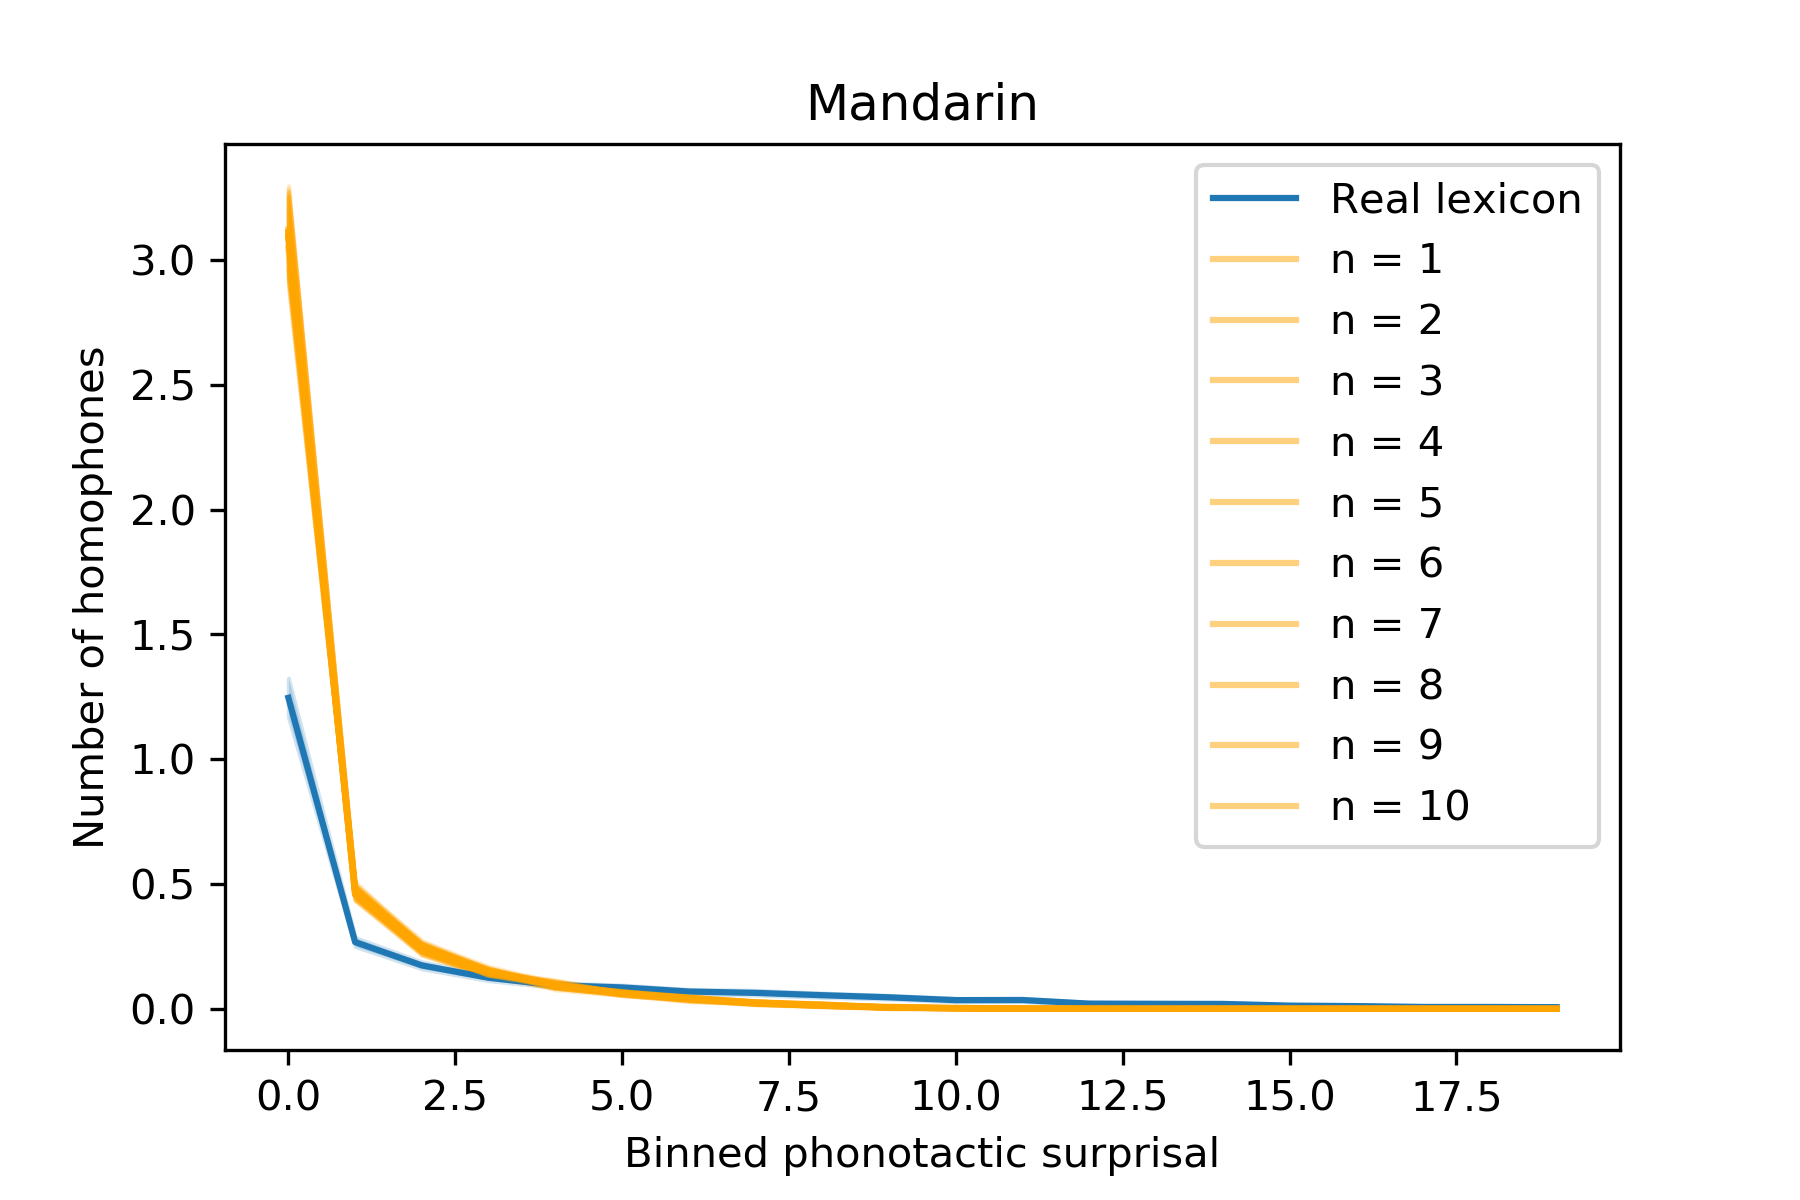 Mandarin
Number of homophones
3.0
2.5
2.0
1.5
1.0
0.5
0.0
Real lexicon
n = 1
n = 2
n = 3
n = 4
n = 5
n = 6
n = 7
n = 8
n = 9
n = 10
0.0 2.5 5.0 7.5 10.0 12.5 15.0 17.5
Binned phonotactic surprisal